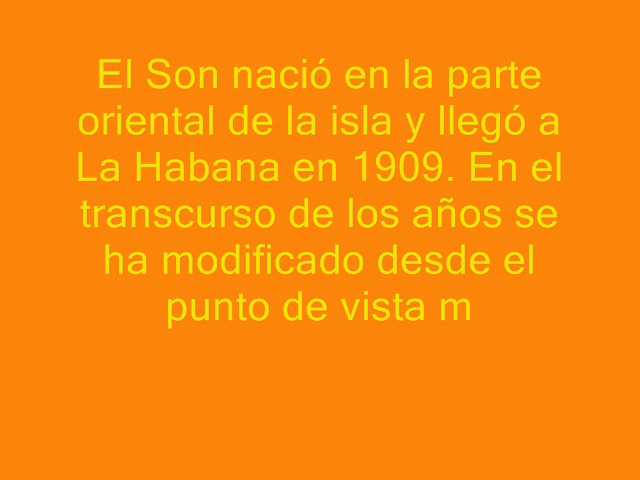 El Son nació en la parte
oriental de la isla y llegó a
La Habana en 1909. En el
transcurso de los años se
ha modificado desde el
punto de vista m